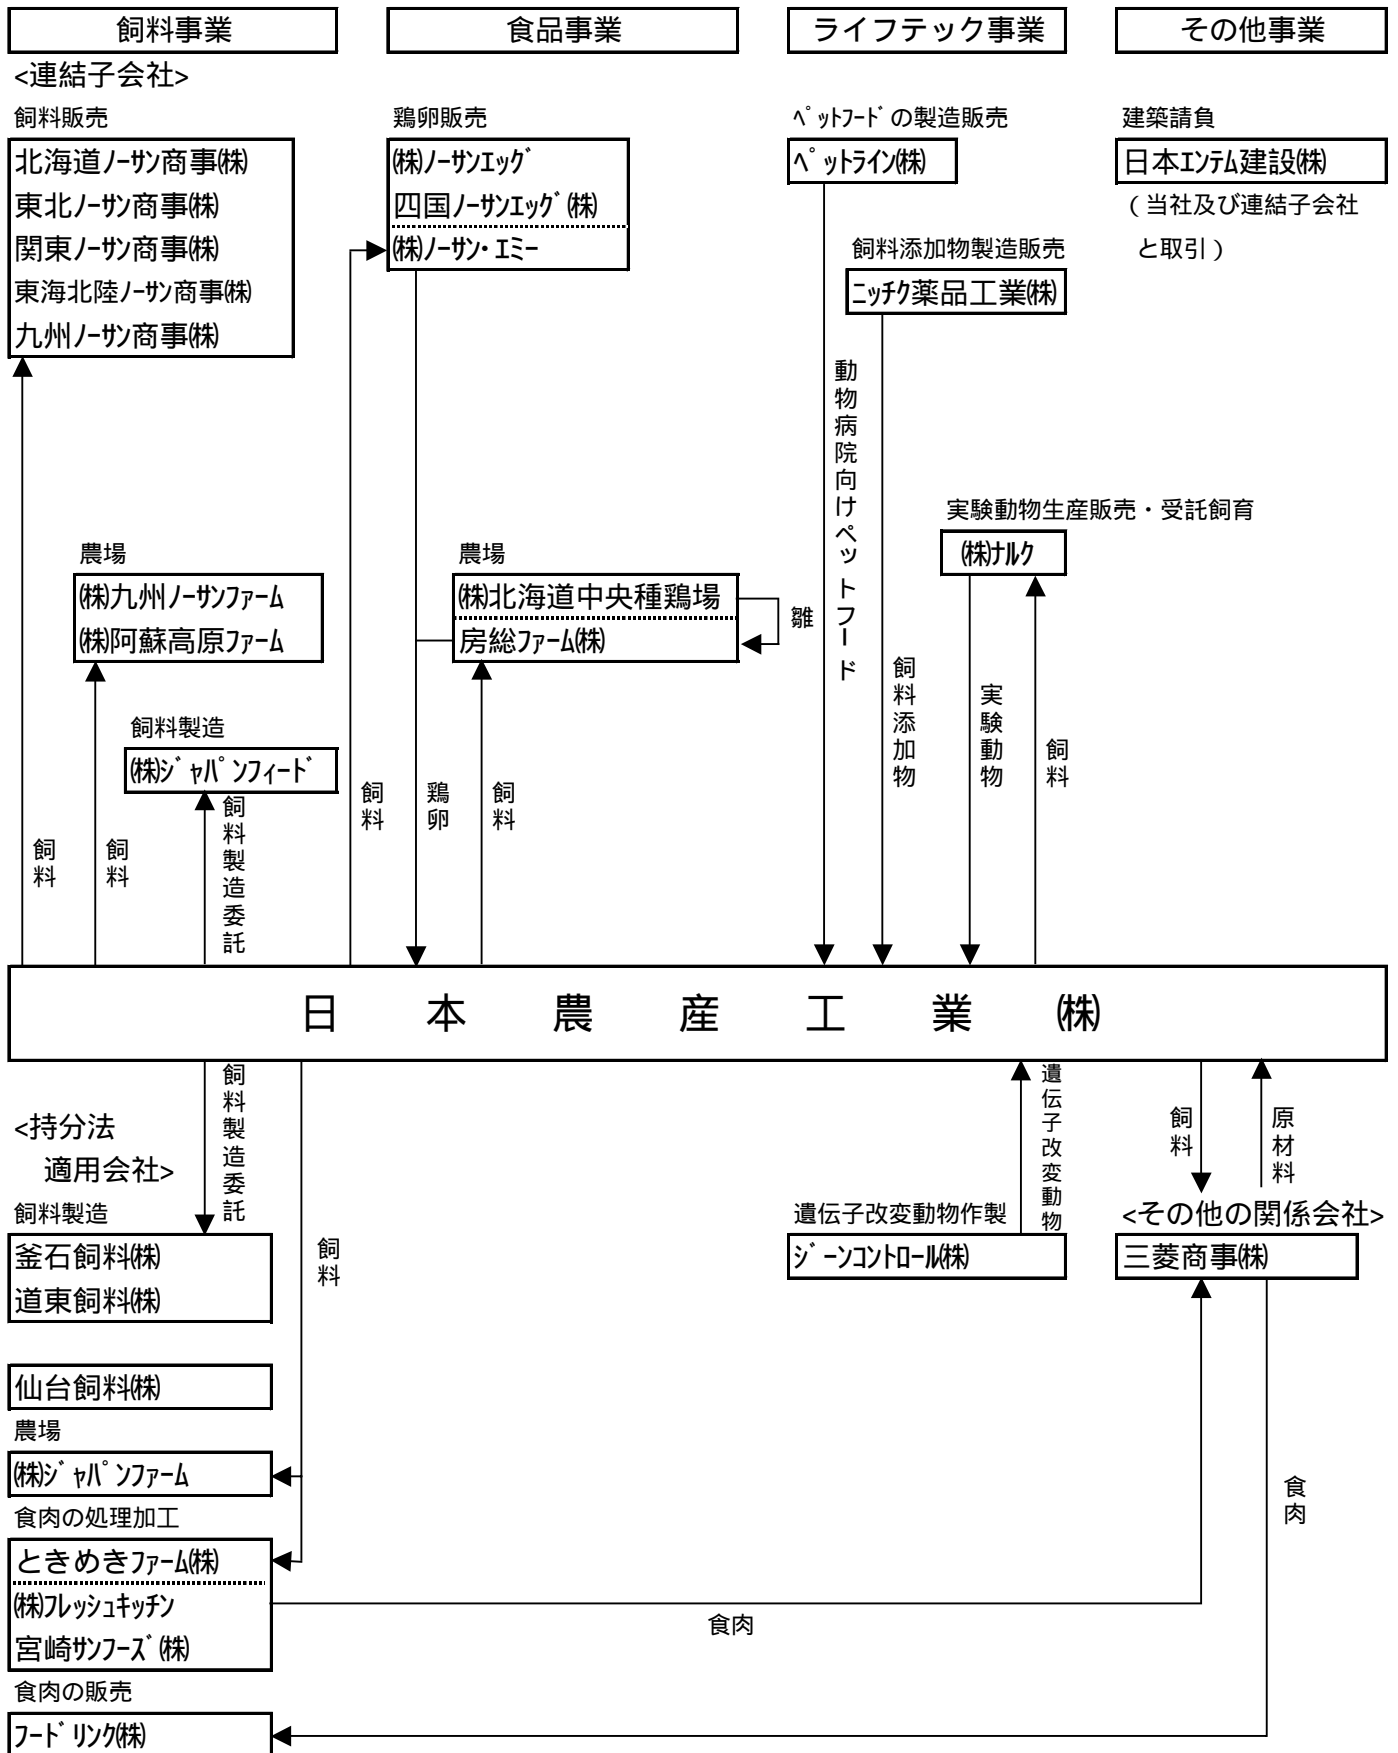 飼料事業
食品事業
ライフテック事業
その他事業
<連結子会社>
飼料販売
北海道ﾉｰｻﾝ商事㈱
東北ﾉｰｻﾝ商事㈱
関東ﾉｰｻﾝ商事㈱
東海北陸ﾉｰｻﾝ商事㈱
九州ﾉｰｻﾝ商事㈱
鶏卵販売
㈱ﾉｰｻﾝｴｯｸﾞ
四国ﾉｰｻﾝｴｯｸﾞ㈱
㈱ﾉｰｻﾝ･ｴﾐｰ
ﾍﾟｯﾄﾌｰﾄﾞの製造販売
ﾍﾟｯﾄﾗｲﾝ㈱
飼料添加物製造販売
ﾆｯﾁｸ薬品工業㈱
建築請負
日本ｴﾝﾃﾑ建設㈱
（当社及び連結子会社
と取引）
動物病院向けペットフード
実験動物生産販売・受託飼育
㈱ﾅﾙｸ
農場
㈱九州ﾉｰｻﾝﾌｧｰﾑ
㈱阿蘇高原ﾌｧｰﾑ
農場
㈱北海道中央種鶏場
房総ﾌｧｰﾑ㈱
雛
飼料製造
㈱ｼﾞｬﾊﾟﾝﾌｨｰﾄﾞ
飼料
飼料
飼料製造委託
飼料
鶏卵
飼料
飼料添加物
実験動物
飼料
日本農産工業㈱
<持分法
適用会社>
飼料製造委託
飼料
遺伝子改変動物
飼料
原材料
飼料製造
釜石飼料㈱
道東飼料㈱
仙台飼料㈱
遺伝子改変動物作製
ｼﾞｰﾝｺﾝﾄﾛｰﾙ㈱
<その他の関係会社>
三菱商事㈱
農場
㈱ｼﾞｬﾊﾟﾝﾌｧｰﾑ
食肉の処理加工
ときめきﾌｧｰﾑ㈱
㈱ﾌﾚｯｼｭｷｯﾁﾝ
宮崎ｻﾝﾌｰｽﾞ㈱
食肉
食肉
食肉の販売
ﾌｰﾄﾞﾘﾝｸ㈱